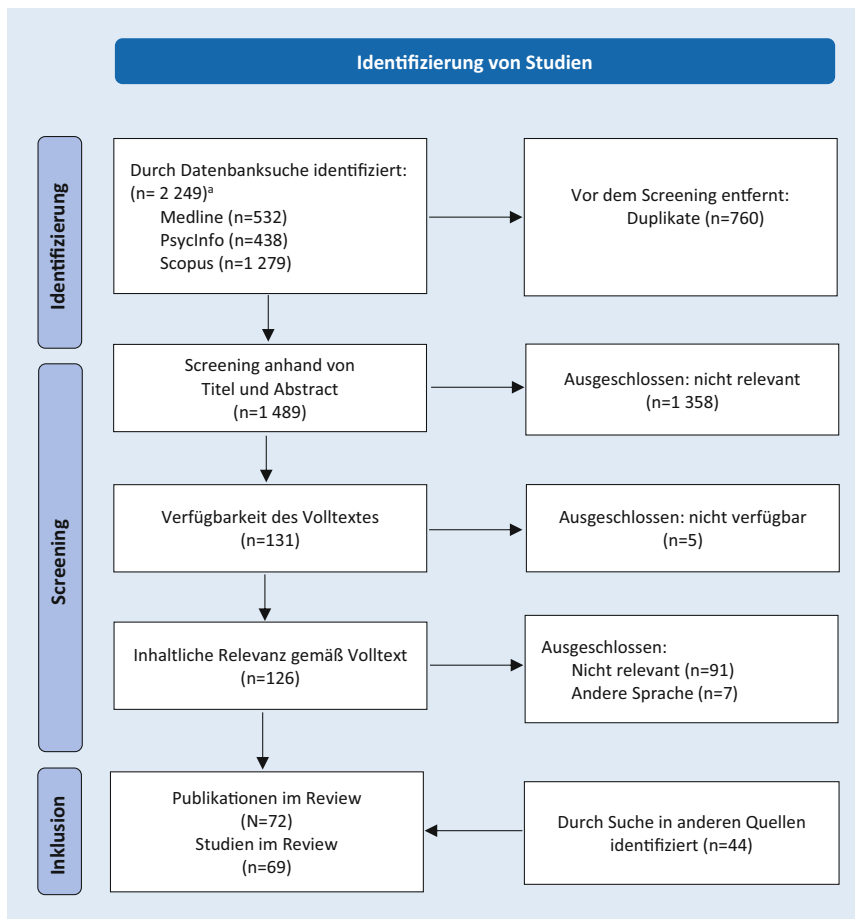 Identifizierung von Studien
Identifizierung
Durch Datenbanksuche identifiziert:
(n= 2 249)ᵃ
Medline (n=532)
PsycInfo (n=438)
Scopus (n=1 279)
Vor dem Screening entfernt:
Duplikate (n=760)
Screening
Screening anhand von
Titel und Abstract
(n=1 489)
Ausgeschlossen: nicht relevant
(n=1 358)
Verfügbarkeit des Volltextes
(n=131)
Ausgeschlossen: nicht verfügbar
(n=5)
Inhaltliche Relevanz gemäß Volltext
(n=126)
Ausgeschlossen:
Nicht relevant (n=91)
Andere Sprache (n=7)
Inklusion
Publikationen im Review
(N=72)
Studien im Review
(n=69)
Durch Suche in anderen Quellen
identifiziert (n=44)